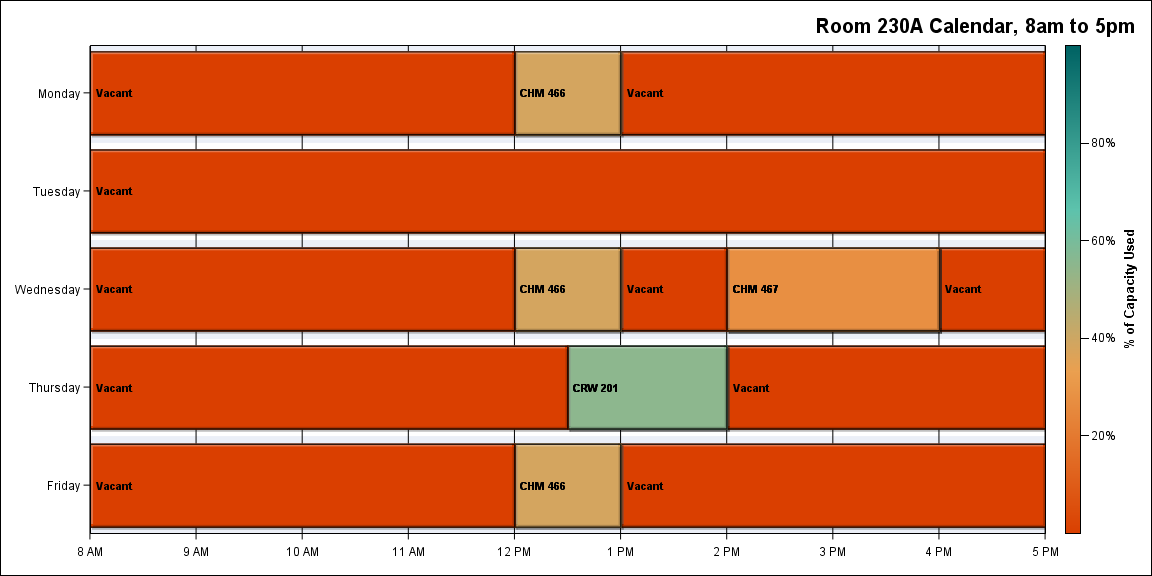 Room 230A Calendar, 8am to 5pm
Monday Vacant CHM 466 Vacant
Tuesday Vacant
Wednesday Vacant CHM 466 Vacant CHM 467 Vacant
Thursday Vacant CRW 201 Vacant
Friday Vacant CHM 466 Vacant
8 AM 9 AM 10 AM 11 AM 12 PM 1 PM 2 PM 3 PM 4 PM 5 PM
80%
60%
40%
20%
% of Capacity Used